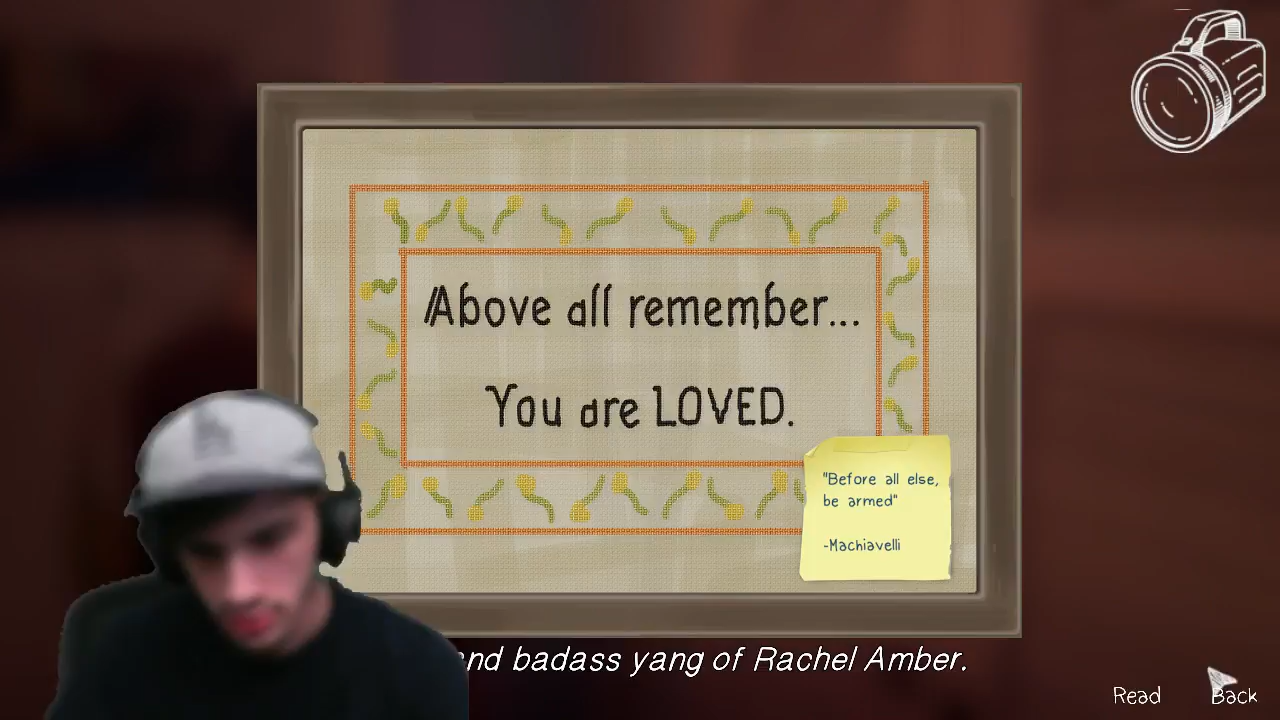 Above all remember...
You are LOVED.
"Before all else,
be armed"
-Machiavelli
and badass yang of Rachel Amber.
Read
Back